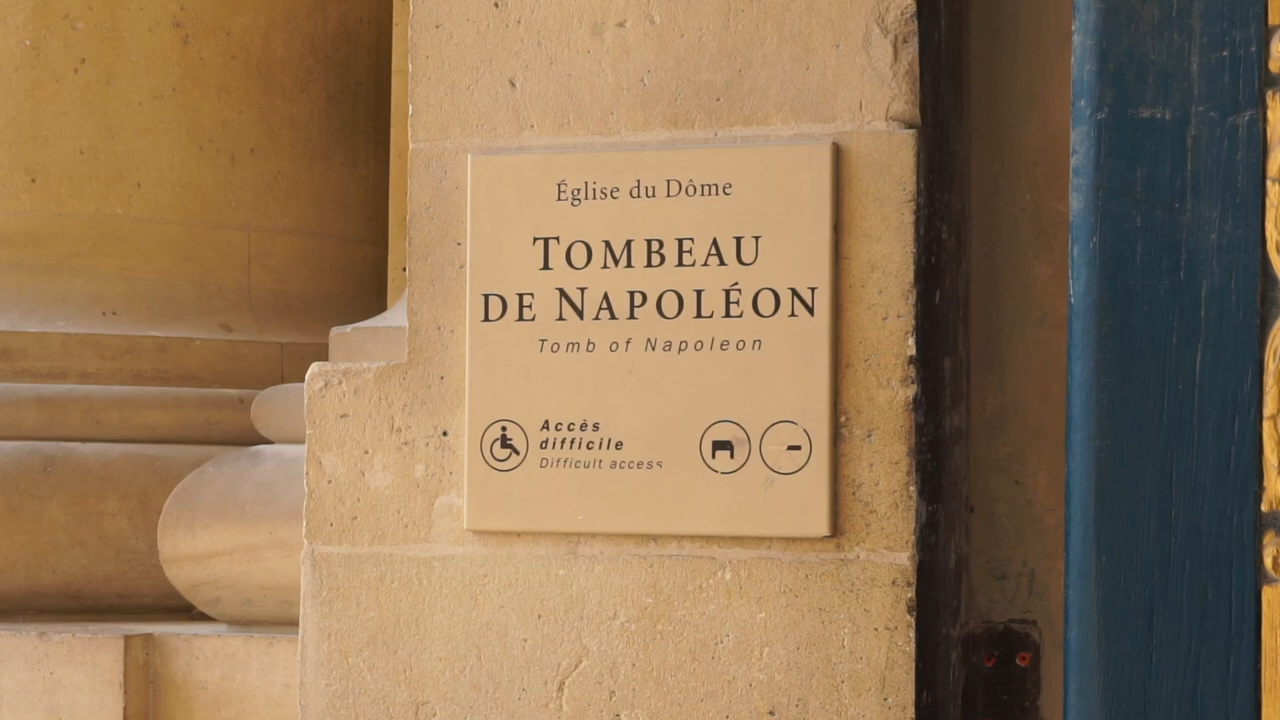 Église du Dôme
TOMBEAU
DE NAPOLÉON
Tomb of Napoleon
Accès
difficile
Difficult access